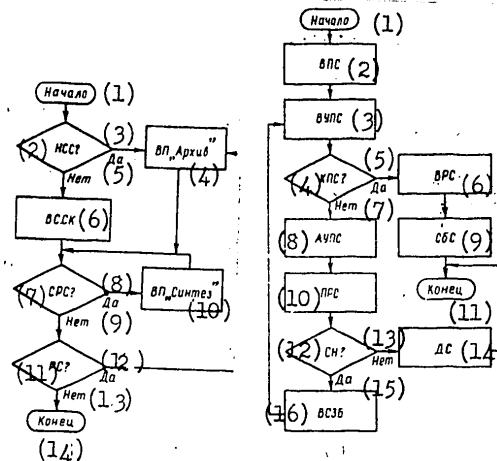 Начало (1)
(2) НСС? (3)
Да
(5)
Нет
ВП „Архив"
(4)
ВССК (6)
(7) СРС? (8)
Да
(9)
Нет
ВП „Синтез"
(10)
(11) ВС? (12)
Да
Нет
(13)
Конец
(14)
Начало (1)
ВПС (2)
ВУПС (3)
(4) КПС? (5)
Да
Нет (7)
ВРС (6)
(8) АУПС
СБС (9)
(10) ПРС
Конец
(11)
(12) СН? (13)
Нет
Да (15)
ДС (14)
(16) ВСЗБ